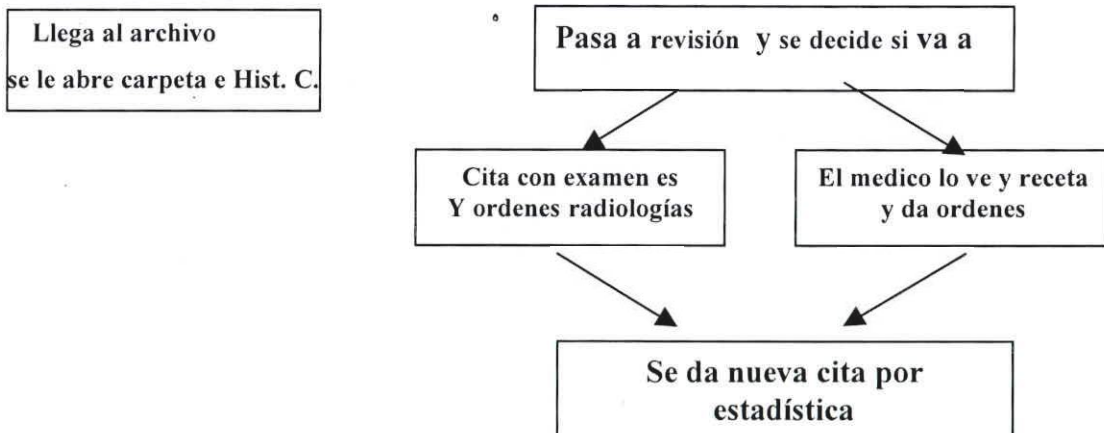 Llega al archivo
se le abre carpeta e Hist. C.
Pasa a revisión y se decide si va a
Cita con examen es
Y ordenes radiologías
El medico lo ve y receta
y da ordenes
Se da nueva cita por
estadística